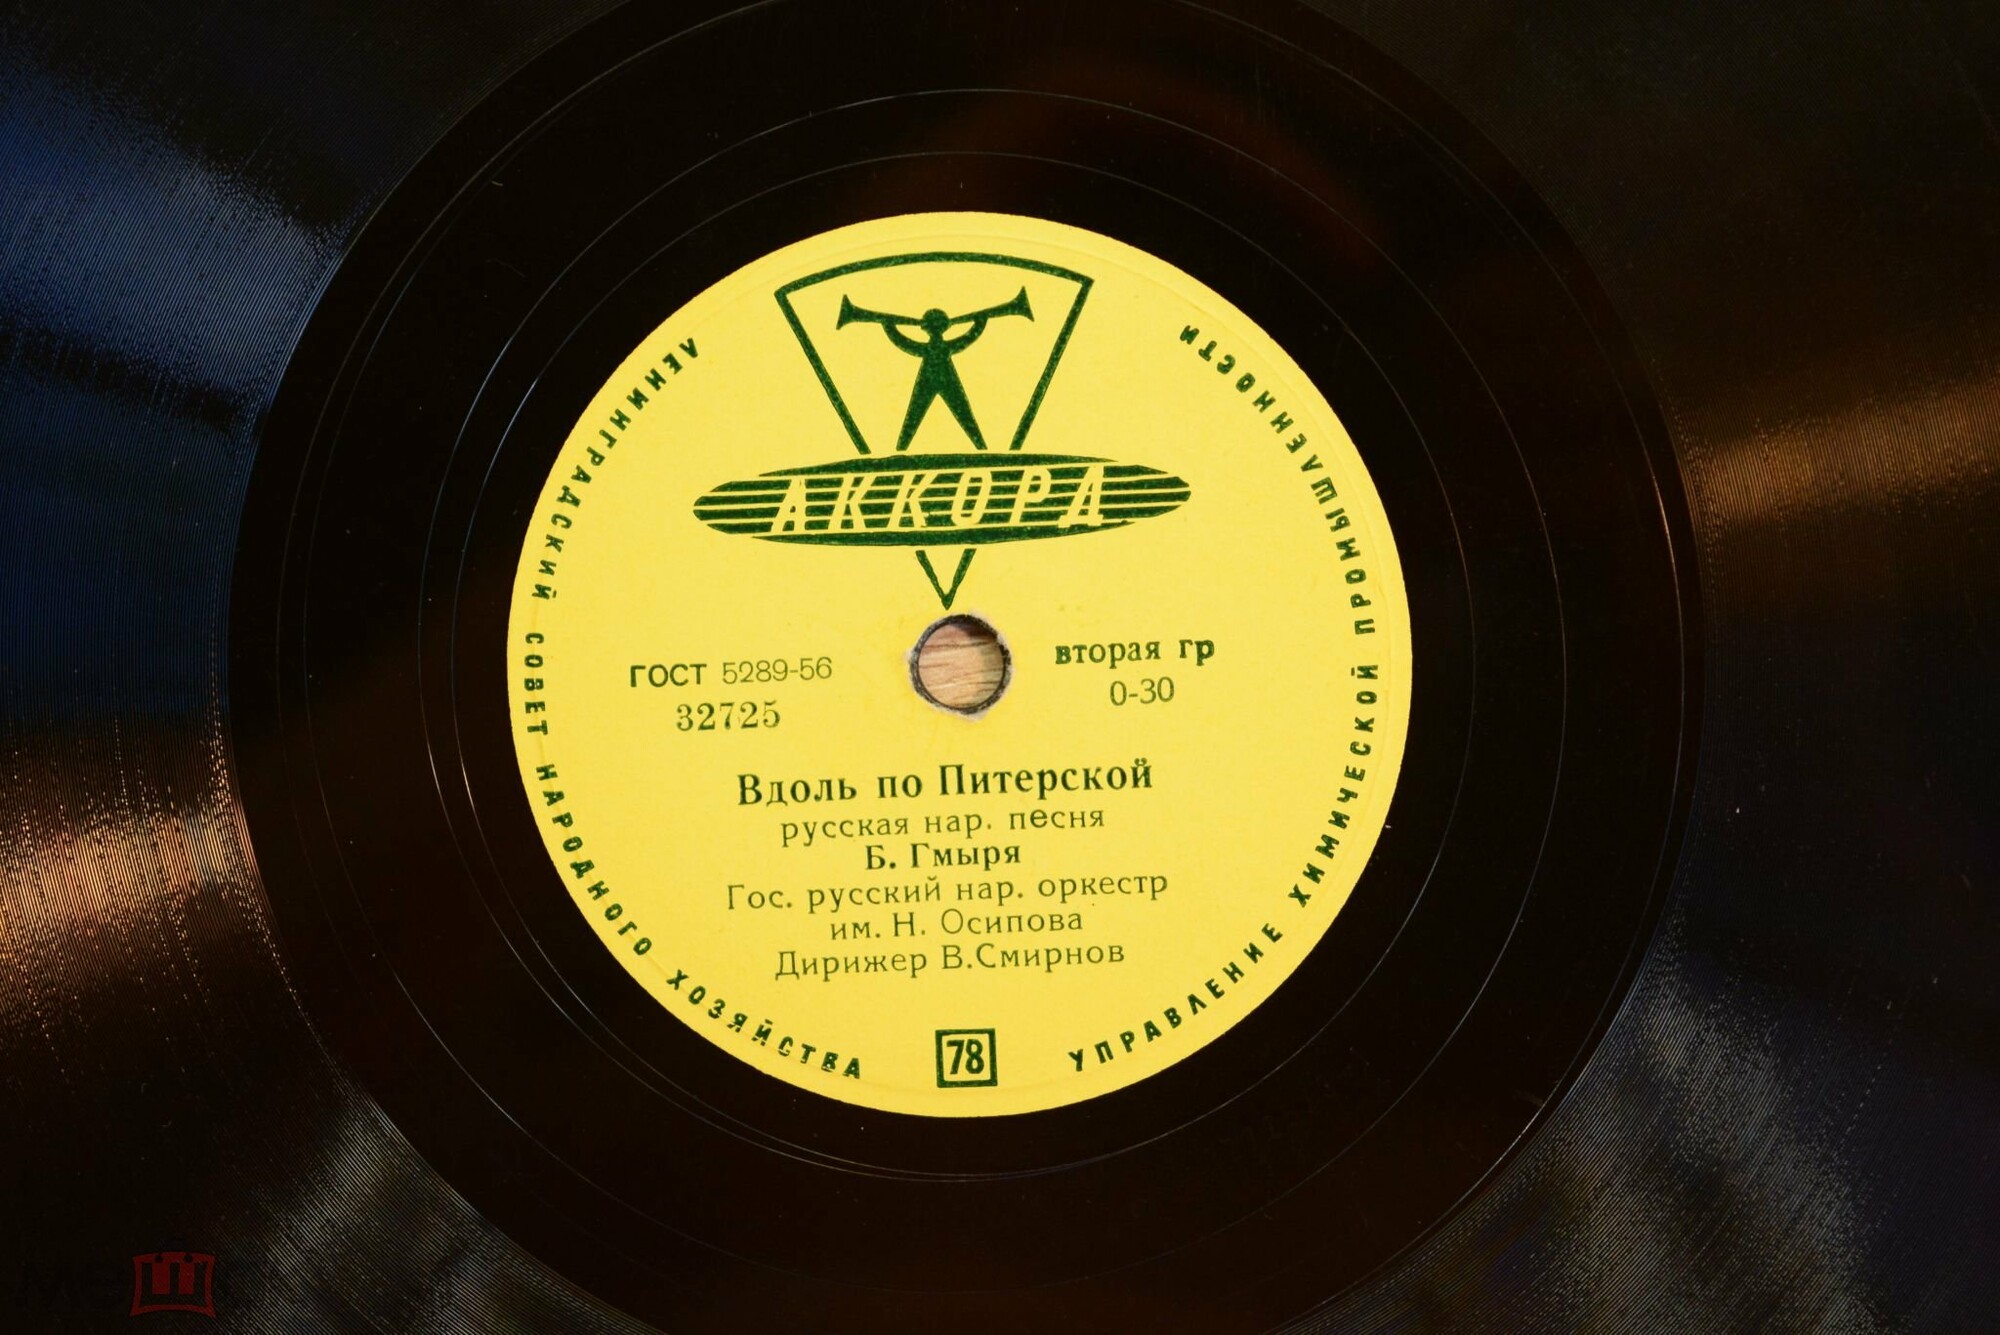 АККОРД
ЛЕНИНГРАДСКИЙ СОВЕТ НАРОДНОГО ХОЗЯЙСТВА
УПРАВЛЕНИЕ ХИМИЧЕСКОЙ ПРОМЫШЛЕННОСТИ
ГОСТ 5289-56
32725
вторая гр
0-30
Вдоль по Питерской
русская нар. песня
Б. Гмыря
Гос. русский нар. оркестр
им. Н. Осипова
Дирижер В.Смирнов
78